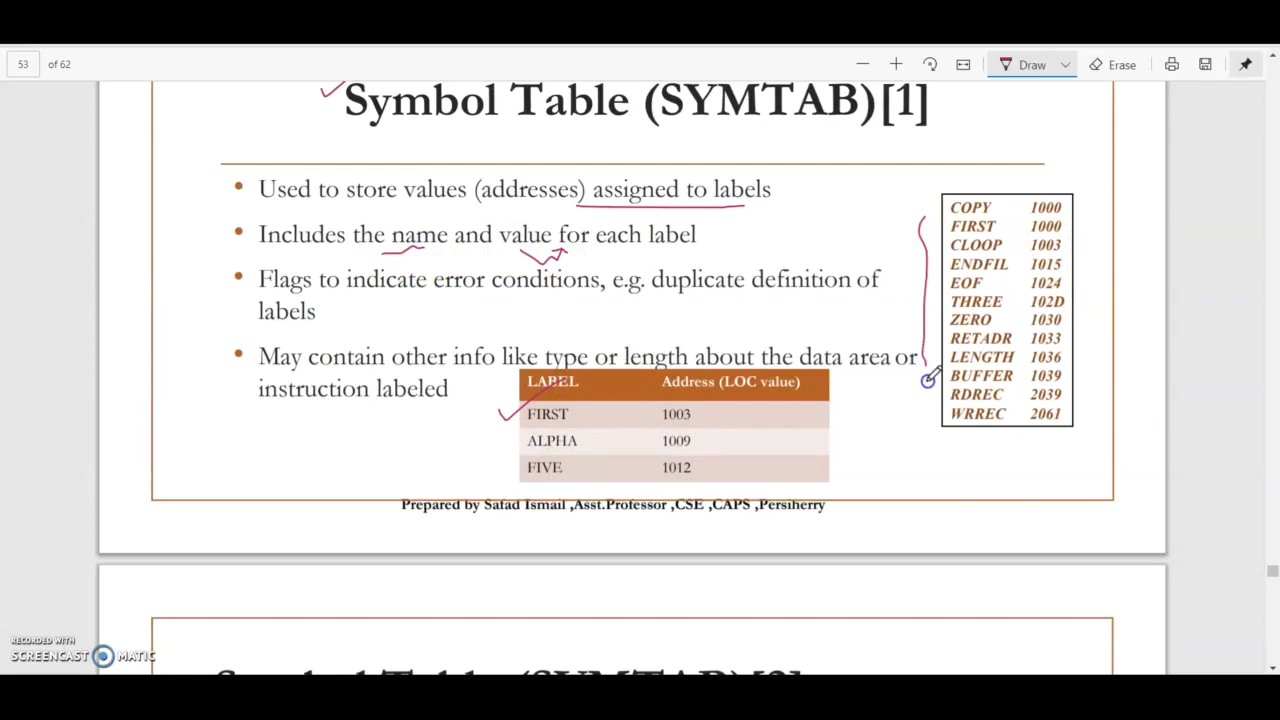 53 of 62
Draw
Erase
Symbol Table (SYMTAB)[1]
• Used to store values (addresses) assigned to labels
• Includes the name and value for each label
• Flags to indicate error conditions, e.g. duplicate definition of
labels
• May contain other info like type or length about the data area or
instruction labeled
LABEL Address (LOC value)
FIRST 1003
ALPHA 1009
FIVE 1012
COPY 1000
FIRST 1000
CLOOP 1003
ENDFIL 1015
EOF 1024
THREE 102D
ZERO 1030
RETADR 1033
LENGTH 1036
BUFFER 1039
RDREC 2039
WRREC 2061
Prepared by Safad Ismail ,Asst.Professor ,CSE ,CAPS ,Persiherry
RECORDED WITH
SCREENCAST MATIC